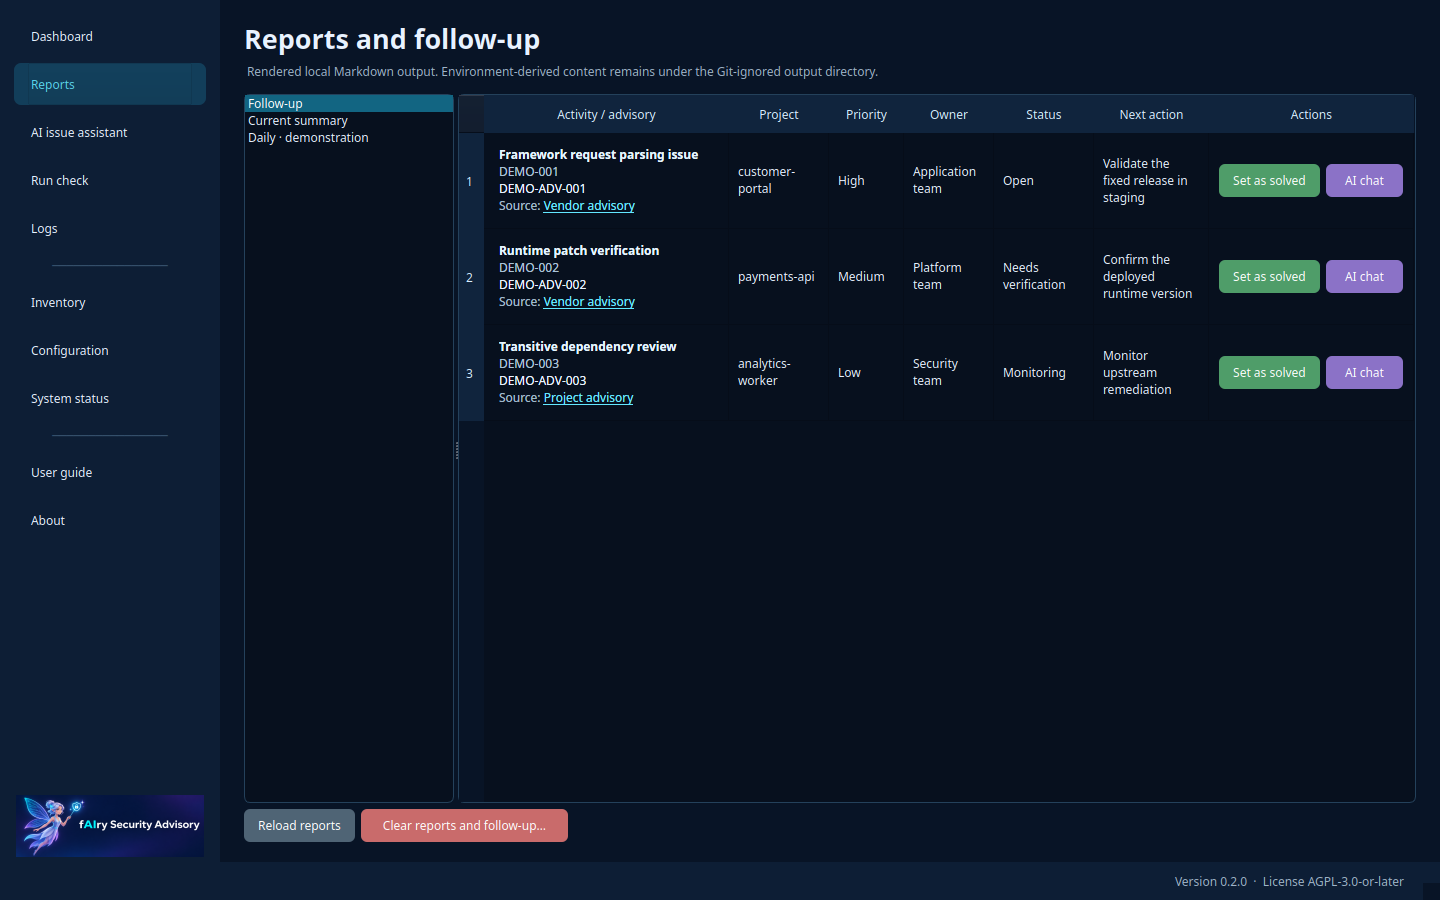 Dashboard
Reports
AI issue assistant
Run check
Logs
Inventory
Configuration
System status
User guide
About
fAIry Security Advisory
Reports and follow-up
Rendered local Markdown output. Environment-derived content remains under the Git-ignored output directory.
Follow-up
Current summary
Daily · demonstration
Activity / advisory Project Priority Owner Status Next action Actions
1
Framework request parsing issue
DEMO-001
DEMO-ADV-001
Source: Vendor advisory
customer-
portal
High
Application
team
Open
Validate the
fixed release in
staging
Set as solved
AI chat
2
Runtime patch verification
DEMO-002
DEMO-ADV-002
Source: Vendor advisory
payments-api
Medium
Platform
team
Needs
verification
Confirm the
deployed
runtime version
Set as solved
AI chat
3
Transitive dependency review
DEMO-003
DEMO-ADV-003
Source: Project advisory
analytics-
worker
Low
Security
team
Monitoring
Monitor
upstream
remediation
Set as solved
AI chat
Reload reports
Clear reports and follow-up...
Version 0.2.0 · License AGPL-3.0-or-later